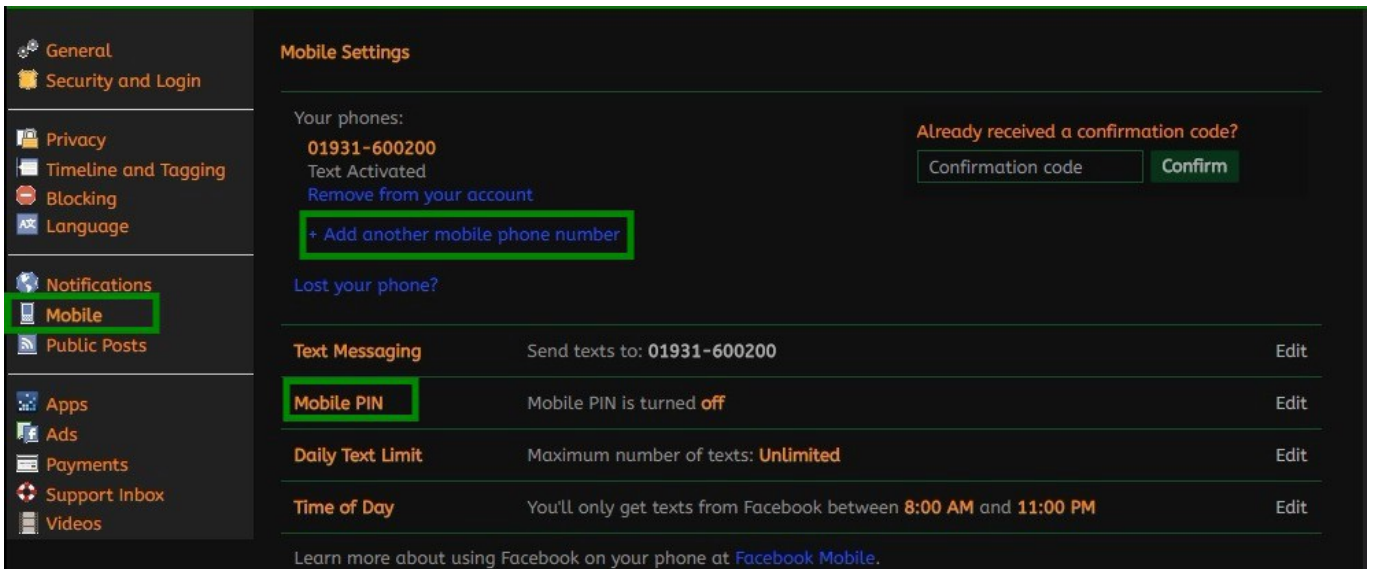 General
Security and Login
Privacy
Timeline and Tagging
Blocking
Language
Notifications
Mobile
Public Posts
Apps
Ads
Payments
Support Inbox
Videos
Mobile Settings
Your phones:
01931-600200
Text Activated
Remove from your account
+ Add another mobile phone number
Lost your phone?
Already received a confirmation code?
Confirmation code Confirm
Text Messaging Send texts to: 01931-600200 Edit
Mobile PIN Mobile PIN is turned off Edit
Daily Text Limit Maximum number of texts: Unlimited Edit
Time of Day You'll only get texts from Facebook between 8:00 AM and 11:00 PM Edit
Learn more about using Facebook on your phone at Facebook Mobile.